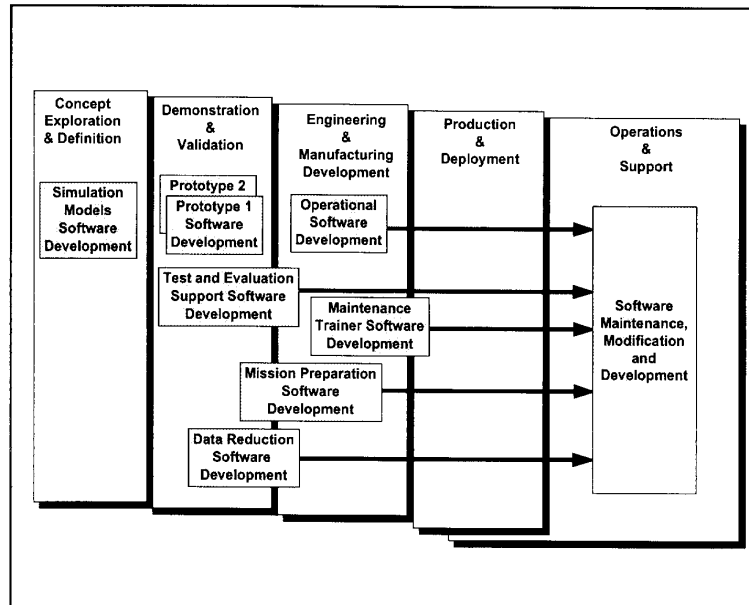 Concept
Exploration
& Definition
Demonstration
&
Validation
Engineering
&
Manufacturing
Development
Production
&
Deployment
Operations
&
Support
Simulation
Models
Software
Development
Prototype 2
Prototype 1
Software
Development
Operational
Software
Development
Test and Evaluation
Support Software
Development
Maintenance
Trainer Software
Development
Mission Preparation
Software
Development
Data Reduction
Software
Development
Software
Maintenance,
Modification
and
Development